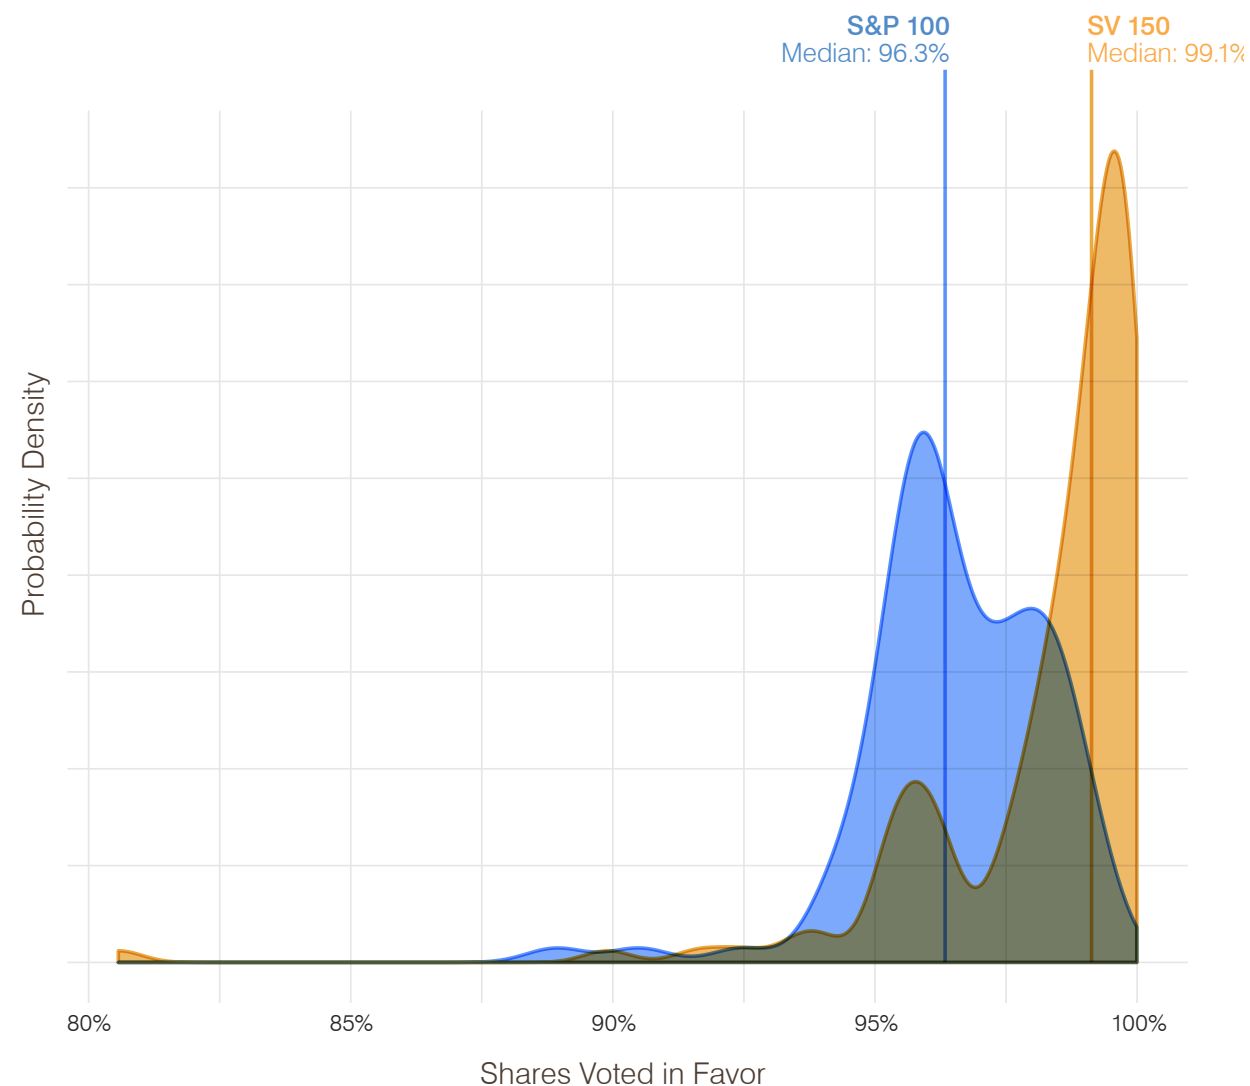 S&P 100
Median: 96.3%
SV 150
Median: 99.1%
Probability Density
80%
85%
90%
95%
100%
Shares Voted in Favor